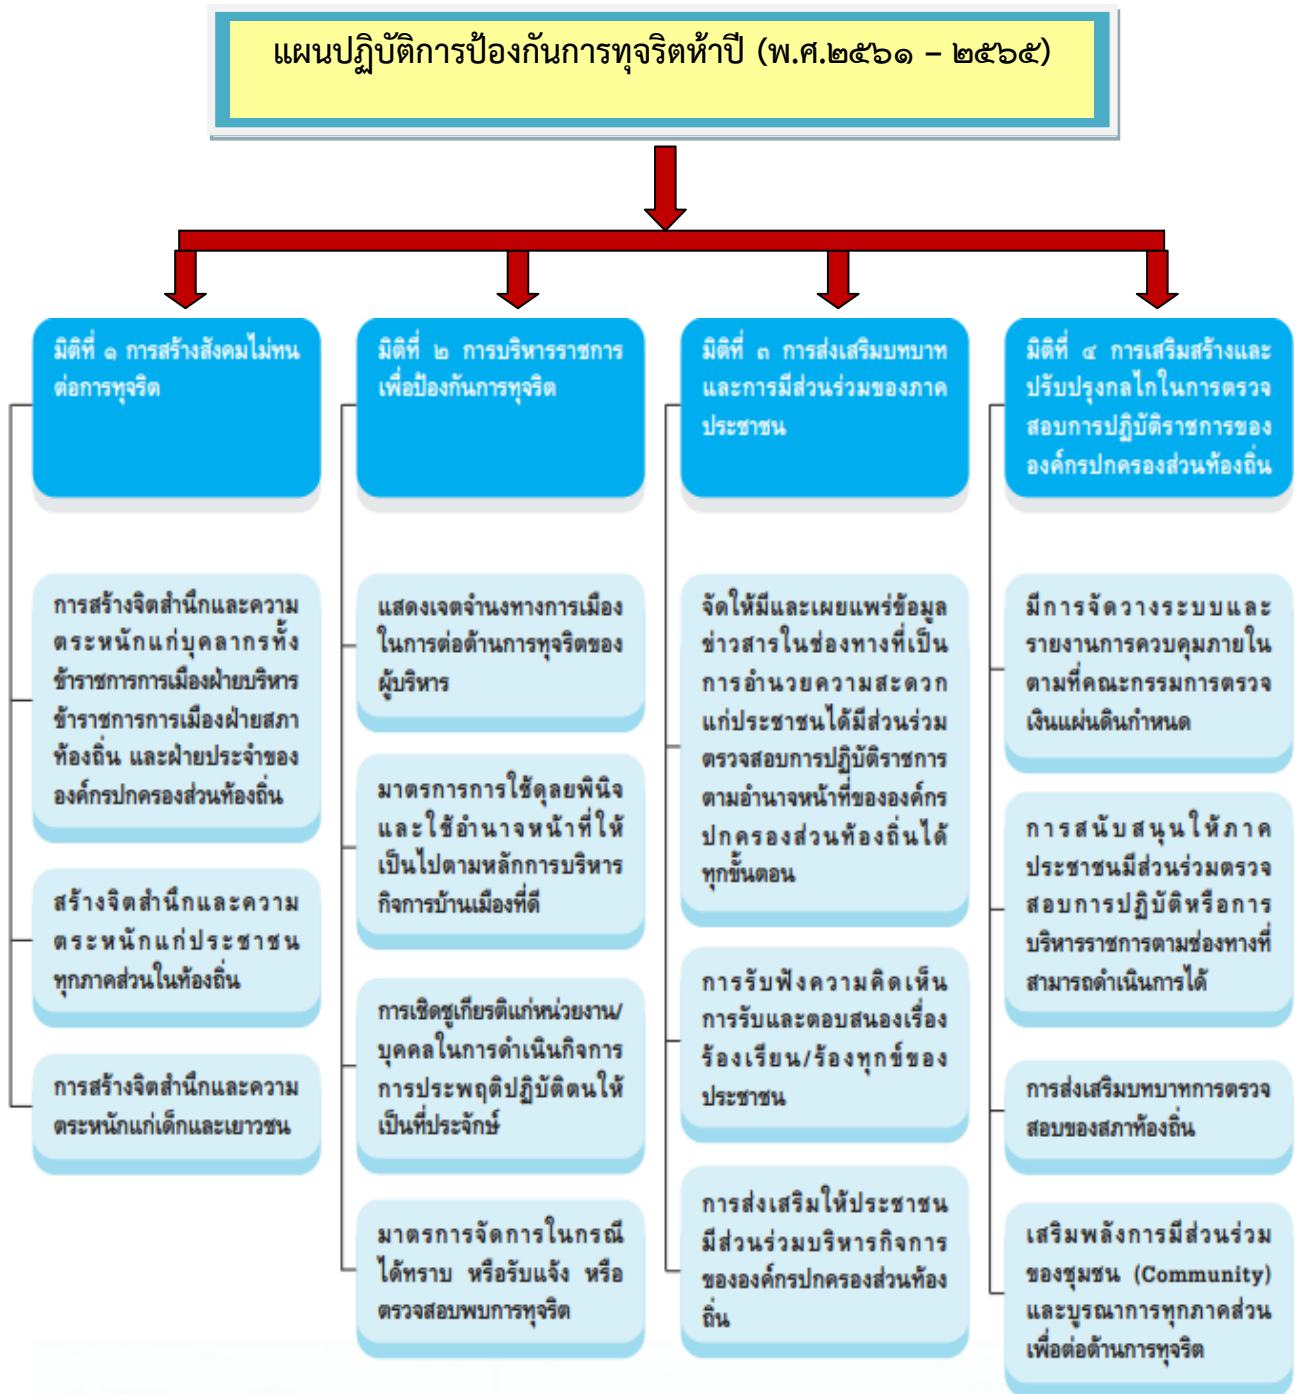 แผนปฏิบัติการป้องกันการทุจริตห้าปี (พ.ศ.๒๕๖๑ – ๒๕๖๕)
มิติที่ ๑ การสร้างสังคมไม่ทน
ต่อการทุจริต
การสร้างจิตสำนึกและความ
ตระหนักแก่บุคลากรทั้ง
ข้าราชการการเมืองฝ่ายบริหาร
ข้าราชการการเมืองฝ่ายสภา
ท้องถิ่น และฝ่ายประจำของ
องค์กรปกครองส่วนท้องถิ่น
สร้างจิตสำนึกและความ
ตระหนักแก่ประชาชน
ทุกภาคส่วนในท้องถิ่น
การสร้างจิตสำนึกและความ
ตระหนักแก่เด็กและเยาวชน
มิติที่ ๒ การบริหารราชการ
เพื่อป้องกันการทุจริต
แสดงเจตจำนงทางการเมือง
ในการต่อต้านการทุจริตของ
ผู้บริหาร
มาตรการการใช้ดุลยพินิจ
และใช้อำนาจหน้าที่ให้
เป็นไปตามหลักการบริหาร
กิจการบ้านเมืองที่ดี
การเชิดชูเกียรติแก่หน่วยงาน/
บุคคลในการดำเนินกิจการ
การประพฤติปฏิบัติตนให้
เป็นที่ประจักษ์
มาตรการจัดการในกรณี
ได้ทราบ หรือรับแจ้ง หรือ
ตรวจสอบพบการทุจริต
มิติที่ ๓ การส่งเสริมบทบาท
และการมีส่วนร่วมของภาค
ประชาชน
จัดให้มีและเผยแพร่ข้อมูล
ข่าวสารในช่องทางที่เป็น
การอำนวยความสะดวก
แก่ประชาชนได้มีส่วนร่วม
ตรวจสอบการปฏิบัติราชการ
ตามอำนาจหน้าที่ขององค์กร
ปกครองส่วนท้องถิ่นได้
ทุกขั้นตอน
การรับฟังความคิดเห็น
การรับและตอบสนองเรื่อง
ร้องเรียน/ร้องทุกข์ของ
ประชาชน
การส่งเสริมให้ประชาชน
มีส่วนร่วมบริหารกิจการ
ขององค์กรปกครองส่วนท้อง
ถิ่น
มิติที่ ๔ การเสริมสร้างและ
ปรับปรุงกลไกในการตรวจ
สอบการปฏิบัติราชการของ
องค์กรปกครองส่วนท้องถิ่น
มีการจัดวางระบบและ
รายงานการควบคุมภายใน
ตามที่คณะกรรมการตรวจ
เงินแผ่นดินกำหนด
การสนับสนุนให้ภาค
ประชาชนมีส่วนร่วมตรวจ
สอบการปฏิบัติหรือการ
บริหารราชการตามช่องทางที่
สามารถดำเนินการได้
การส่งเสริมบทบาทการตรวจ
สอบของสภาท้องถิ่น
เสริมพลังการมีส่วนร่วม
ของชุมชน (Community)
และบูรณาการทุกภาคส่วน
เพื่อต่อต้านการทุจริต